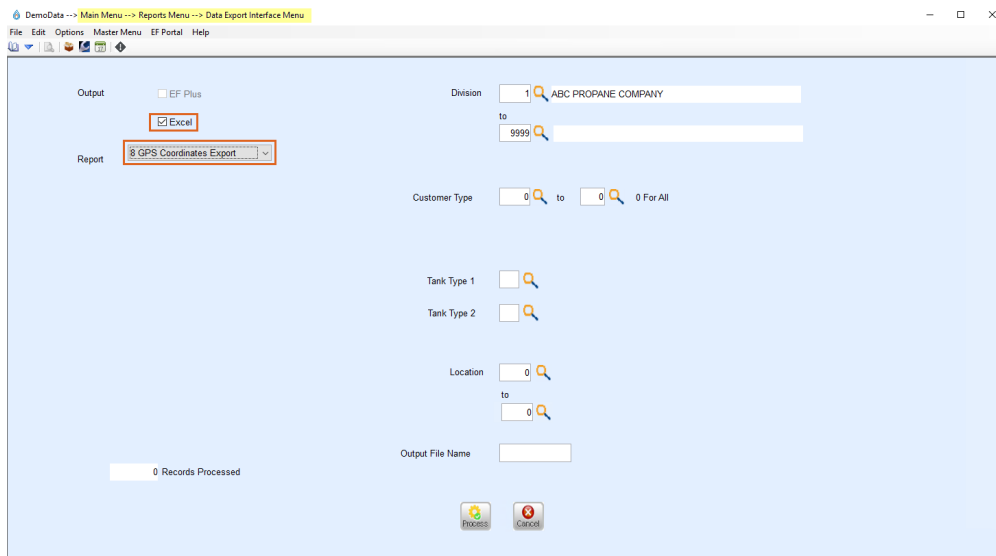 DemoData --> Main Menu --> Reports Menu --> Data Export Interface Menu
File Edit Options Master Menu EF Portal Help
Output EF Plus
Excel
Report 8 GPS Coordinates Export
Division 1 ABC PROPANE COMPANY
to
9999
Customer Type 0 to 0 0 For All
Tank Type 1
Tank Type 2
Location 0
to
0
Output File Name
0 Records Processed
Process Cancel